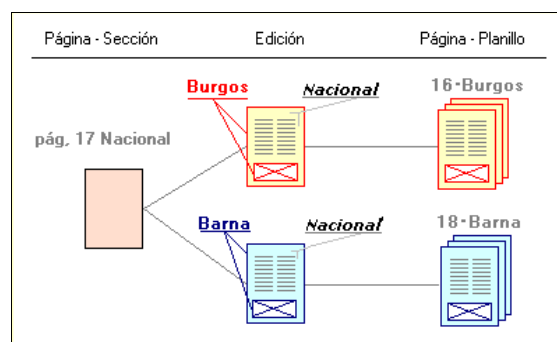 Página - Sección
Edición
Página - Planillo
Burgos
Nacional
16-Burgos
pág, 17 Nacional
Barna
Nacional
18-Barna